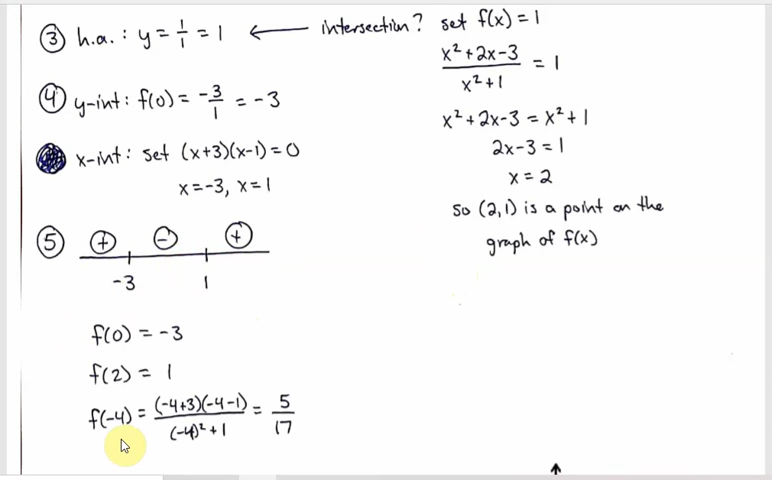 ③ h.a. : y = 1/1 = 1 ← intersection? set f(x) = 1
(x²+2x-3)/(x²+1) = 1
x²+2x-3 = x²+1
2x-3 = 1
x = 2
So (2,1) is a point on the
graph of f(x)
④ y-int: f(0) = -3/1 = -3
x-int: set (x+3)(x-1)=0
x=-3, x=1
⑤ + - +
-3 1
f(0) = -3
f(2) = 1
f(-4) = (-4+3)(-4-1)/((-4)²+1) = 5/17